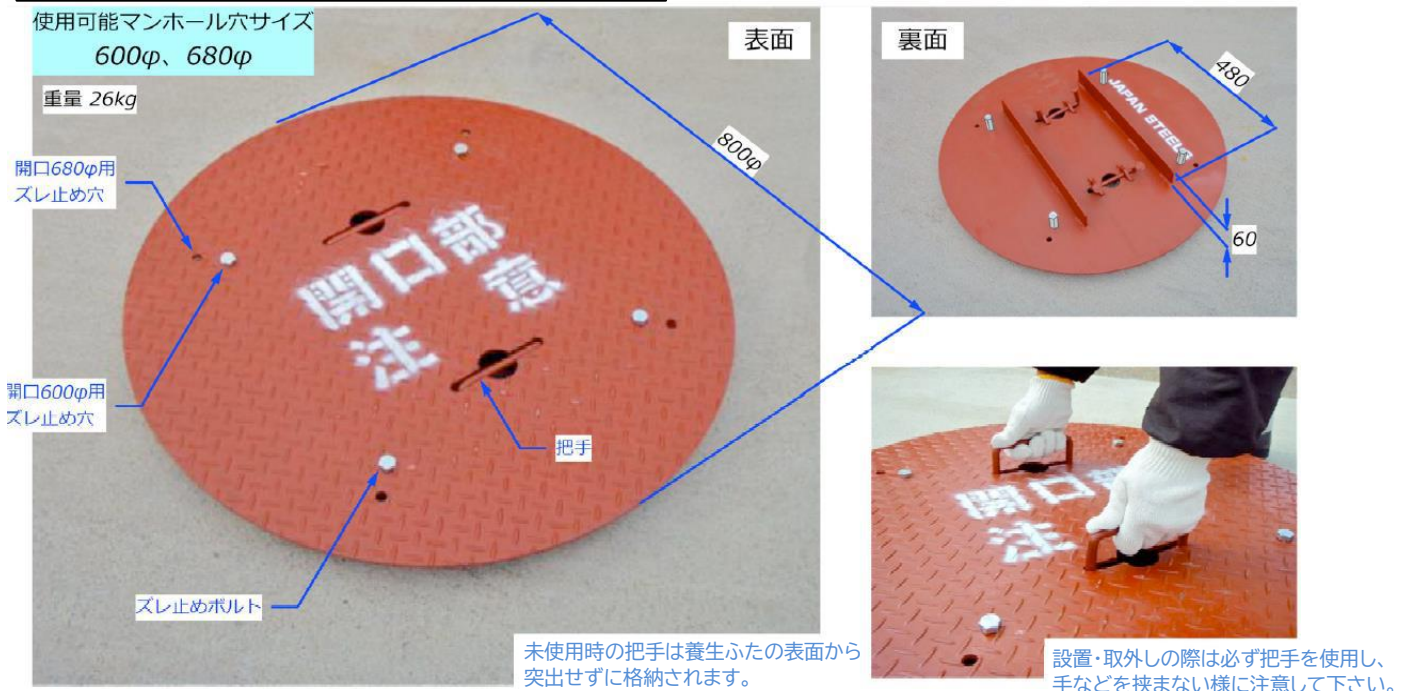 使用可能マンホール穴サイズ
600φ、680φ
重量 26kg
表面
裏面
480
JAPAN STEELS
60
800φ
開口680φ用
ズレ止め穴
開口部
注意
開口600φ用
ズレ止め穴
把手
ズレ止めボルト
開口部
注
未使用時の把手は養生ふたの表面から
突出せずに格納されます。
設置・取外しの際は必ず把手を使用し、
手などを挟まない様に注意して下さい。